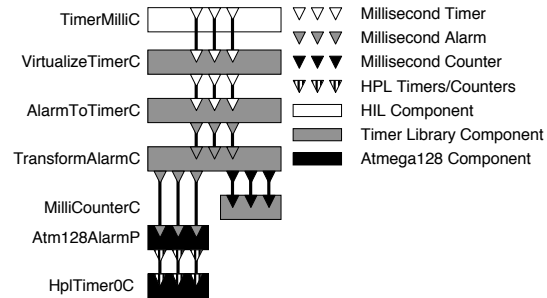 TimerMilliC
VirtualizeTimerC
AlarmToTimerC
TransformAlarmC
MilliCounterC
Atm128AlarmP
HplTimer0C
Millisecond Timer
Millisecond Alarm
Millisecond Counter
HPL Timers/Counters
HIL Component
Timer Library Component
Atmega128 Component